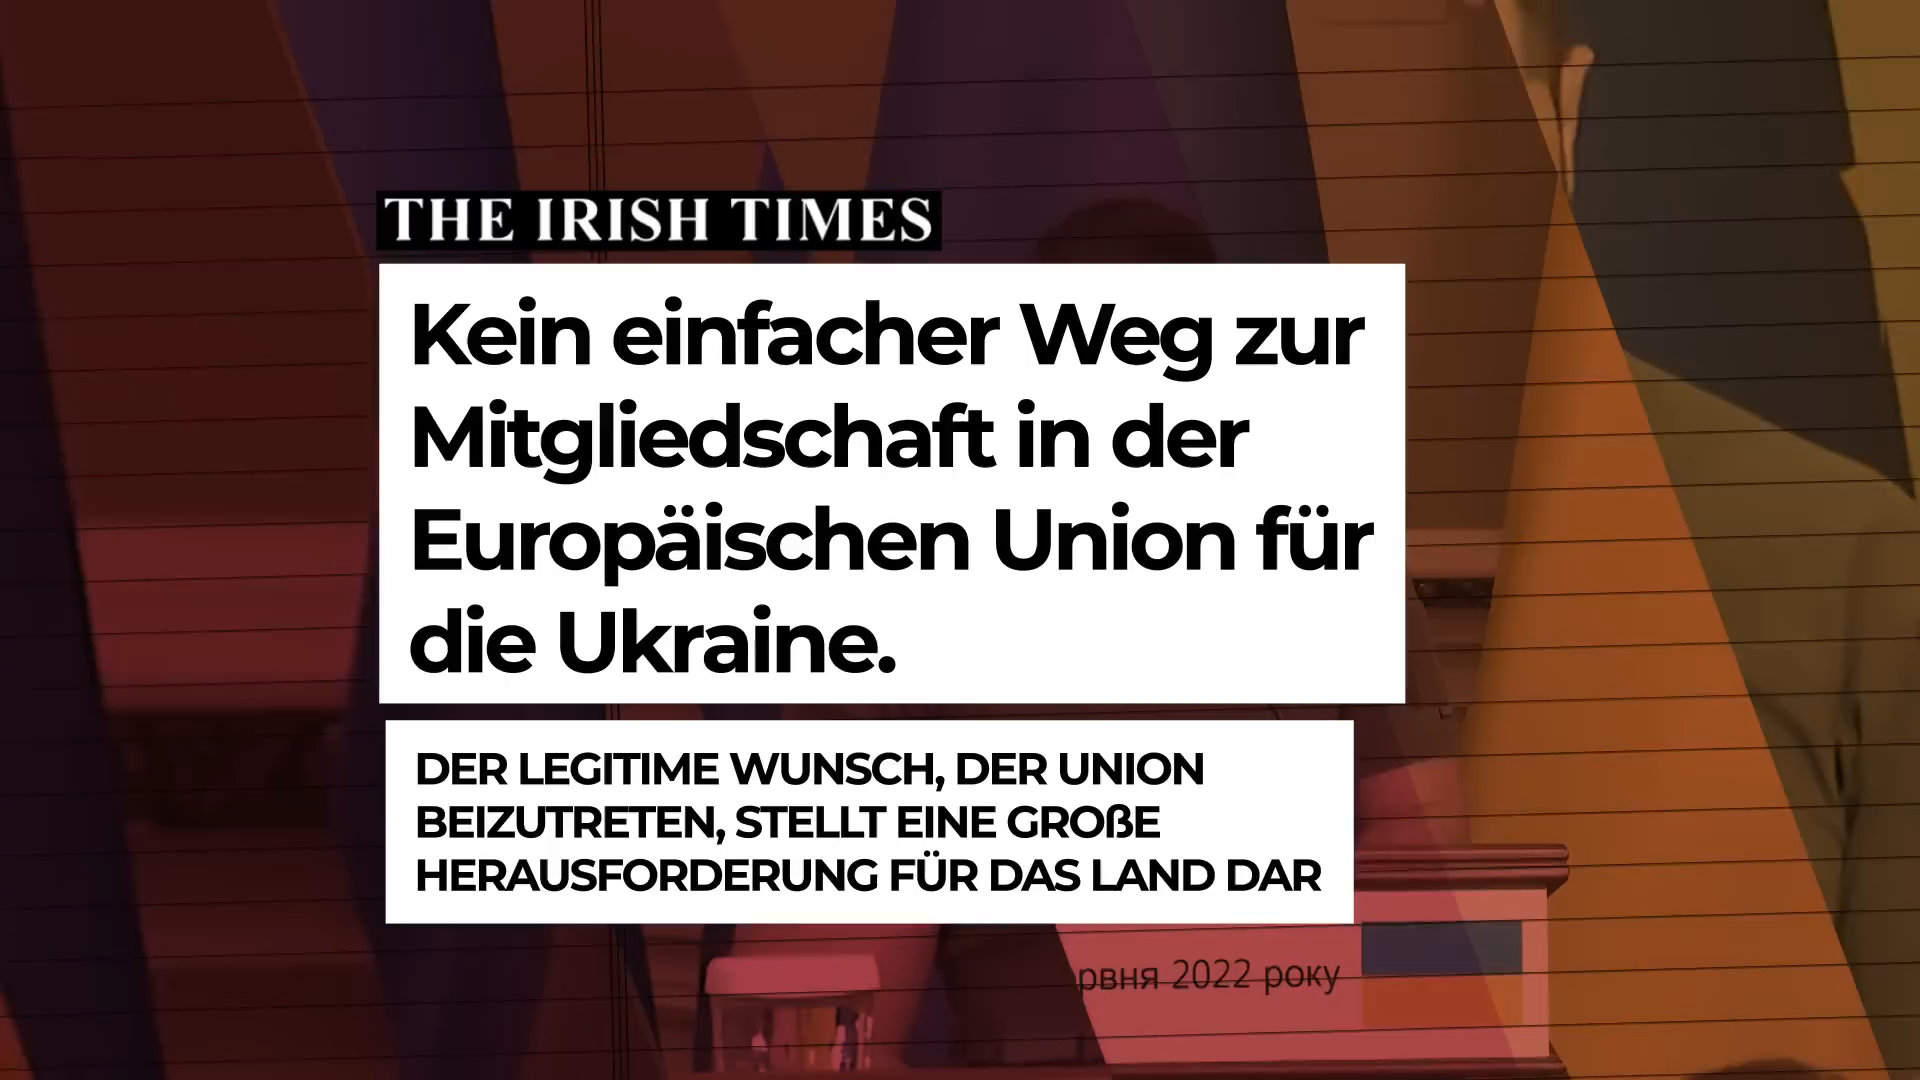 THE IRISH TIMES
Kein einfacher Weg zur
Mitgliedschaft in der
Europäischen Union für
die Ukraine.
DER LEGITIME WUNSCH, DER UNION
BEIZUTRETEN, STELLT EINE GROßE
HERAUSFORDERUNG FÜR DAS LAND DAR
рвня 2022 року